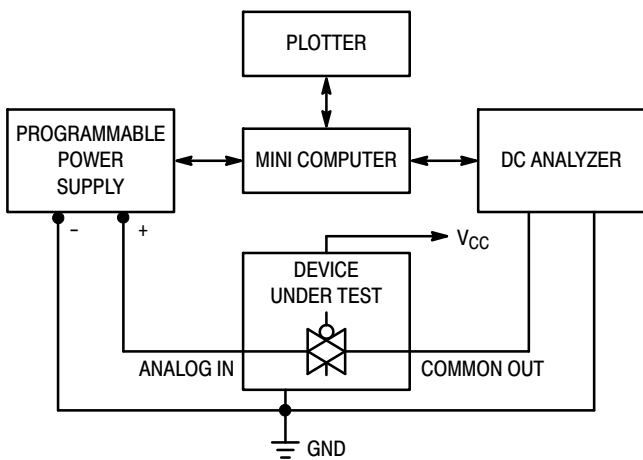 PLOTTER
PROGRAMMABLE
POWER
SUPPLY
MINI COMPUTER
DC ANALYZER
–
+
VCC
DEVICE
UNDER TEST
ANALOG IN
COMMON OUT
GND